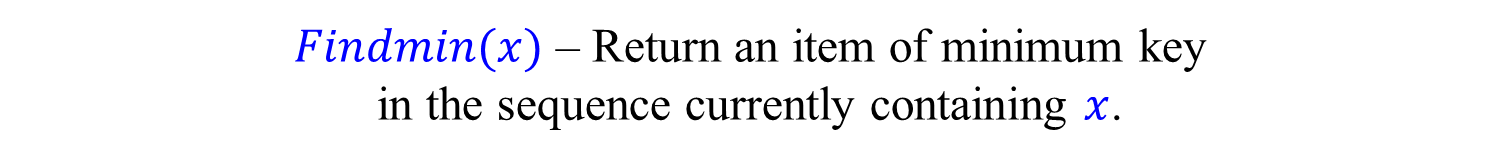 Findmin(x) – Return an item of minimum key
in the sequence currently containing x.